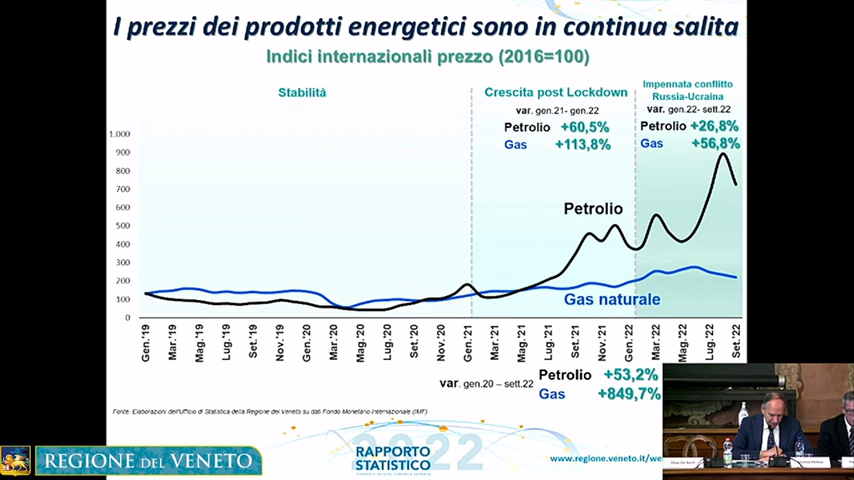 I prezzi dei prodotti energetici sono in continua salita
Indici internazionali prezzo (2016=100)
Stabilità
Crescita post Lockdown
var. gen.21- gen.22
Petrolio +60,5%
Gas +113,8%
Impennata conflitto
Russia-Ucraina
var. gen.22- sett.22
Petrolio +26,8%
Gas +56,8%
1.000
900
800
700
600
500
400
300
200
100
0
Petrolio
Gas naturale
Gen.'19
Mar.'19
Mag.'19
Lug.'19
Set.'19
Nov.'19
Gen.'20
Mar.'20
Mag.'20
Lug.'20
Set.'20
Nov.'20
Gen.'21
Mar.'21
Mag.'21
Lug.'21
Set.'21
Nov.'21
Gen.'22
Mar.'22
Mag.'22
Lug.'22
Set.'22
var. gen.20 – sett.22
Petrolio +53,2%
Gas +849,7%
Fonte. Elaborazioni dell'Ufficio di Statistica della Regione del Veneto su dati Fondo Monetario Internazionale (IMF)
2022
RAPPORTO
STATISTICO
www.regione.veneto.it/we
REGIONE DEL VENETO